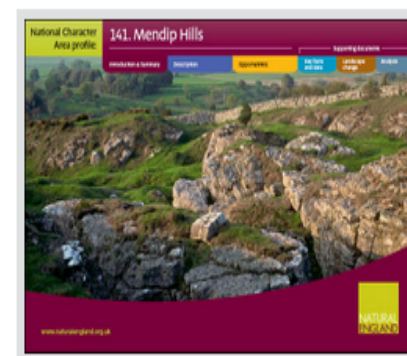 National Character
Area profile:
141. Mendip Hills
Supporting documents
Introduction & Summary
Description
Opportunities
Key facts
and data
Landscape
change
Analysis
www.naturalengland.org.uk
NATURAL
ENGLAND